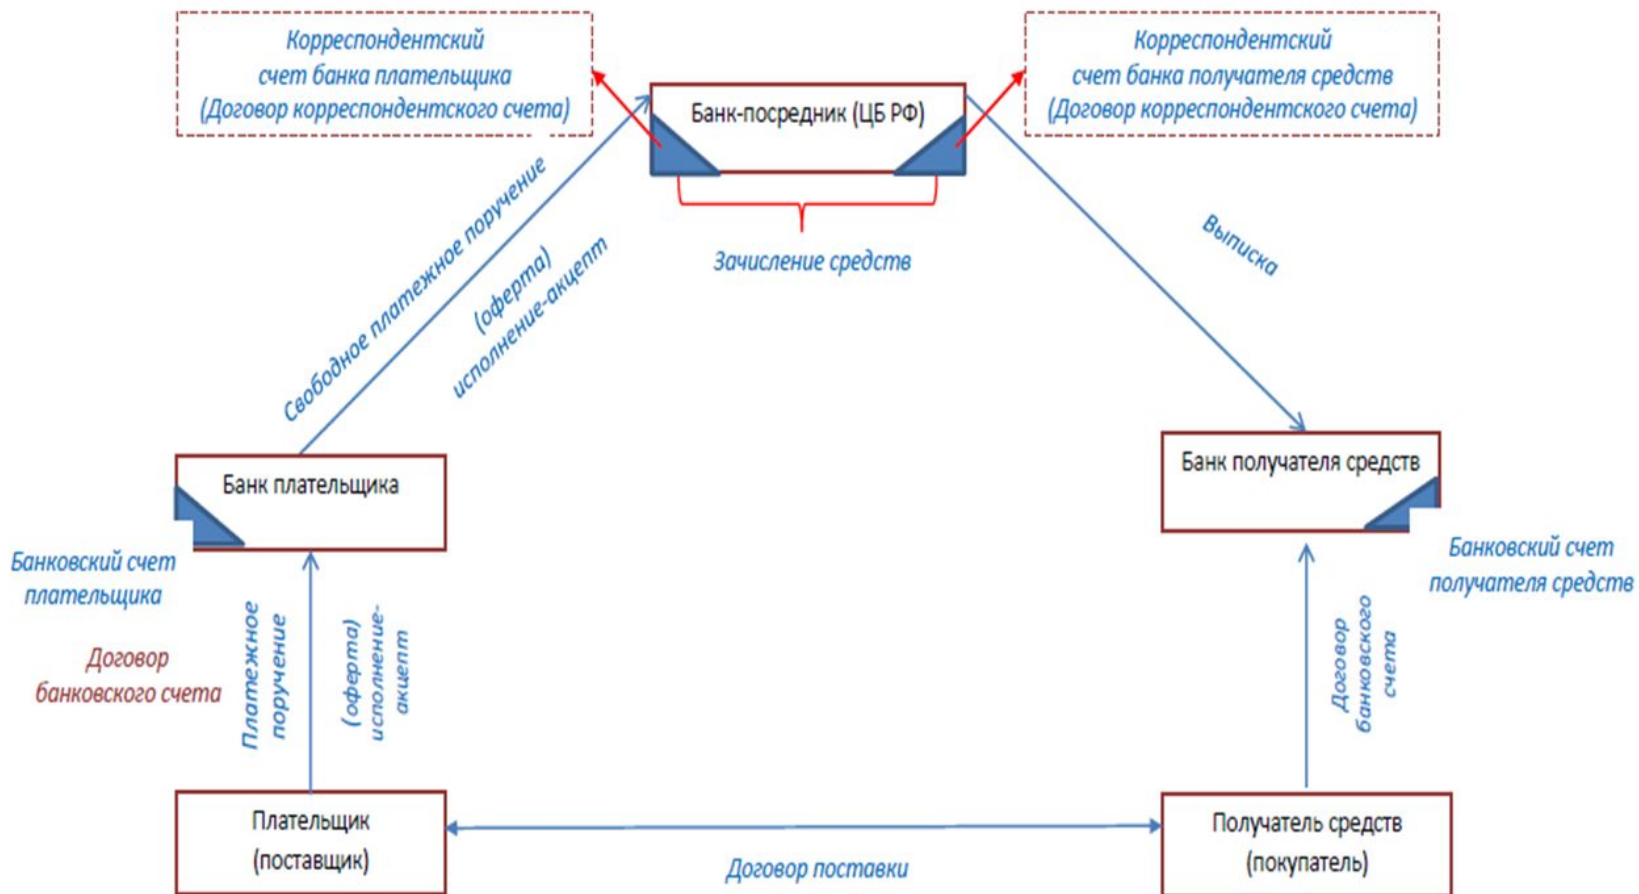 Корреспондентский
счет банка плательщика
(Договор корреспондентского счета)
Банк-посредник (ЦБ РФ)
Корреспондентский
счет банка получателя средств
(Договор корреспондентского счета)
Свободное платежное поручение
(оферта)
исполнение-акцепт
Зачисление средств
Выписка
Банк плательщика
Банк получателя средств
Банковский счет
плательщика
Банковский счет
получателя средств
Договор
банковского счета
Платежное
поручение
(оферта)
исполнение-
акцепт
Договор
банковского
счета
Плательщик
(поставщик)
Договор поставки
Получатель средств
(покупатель)